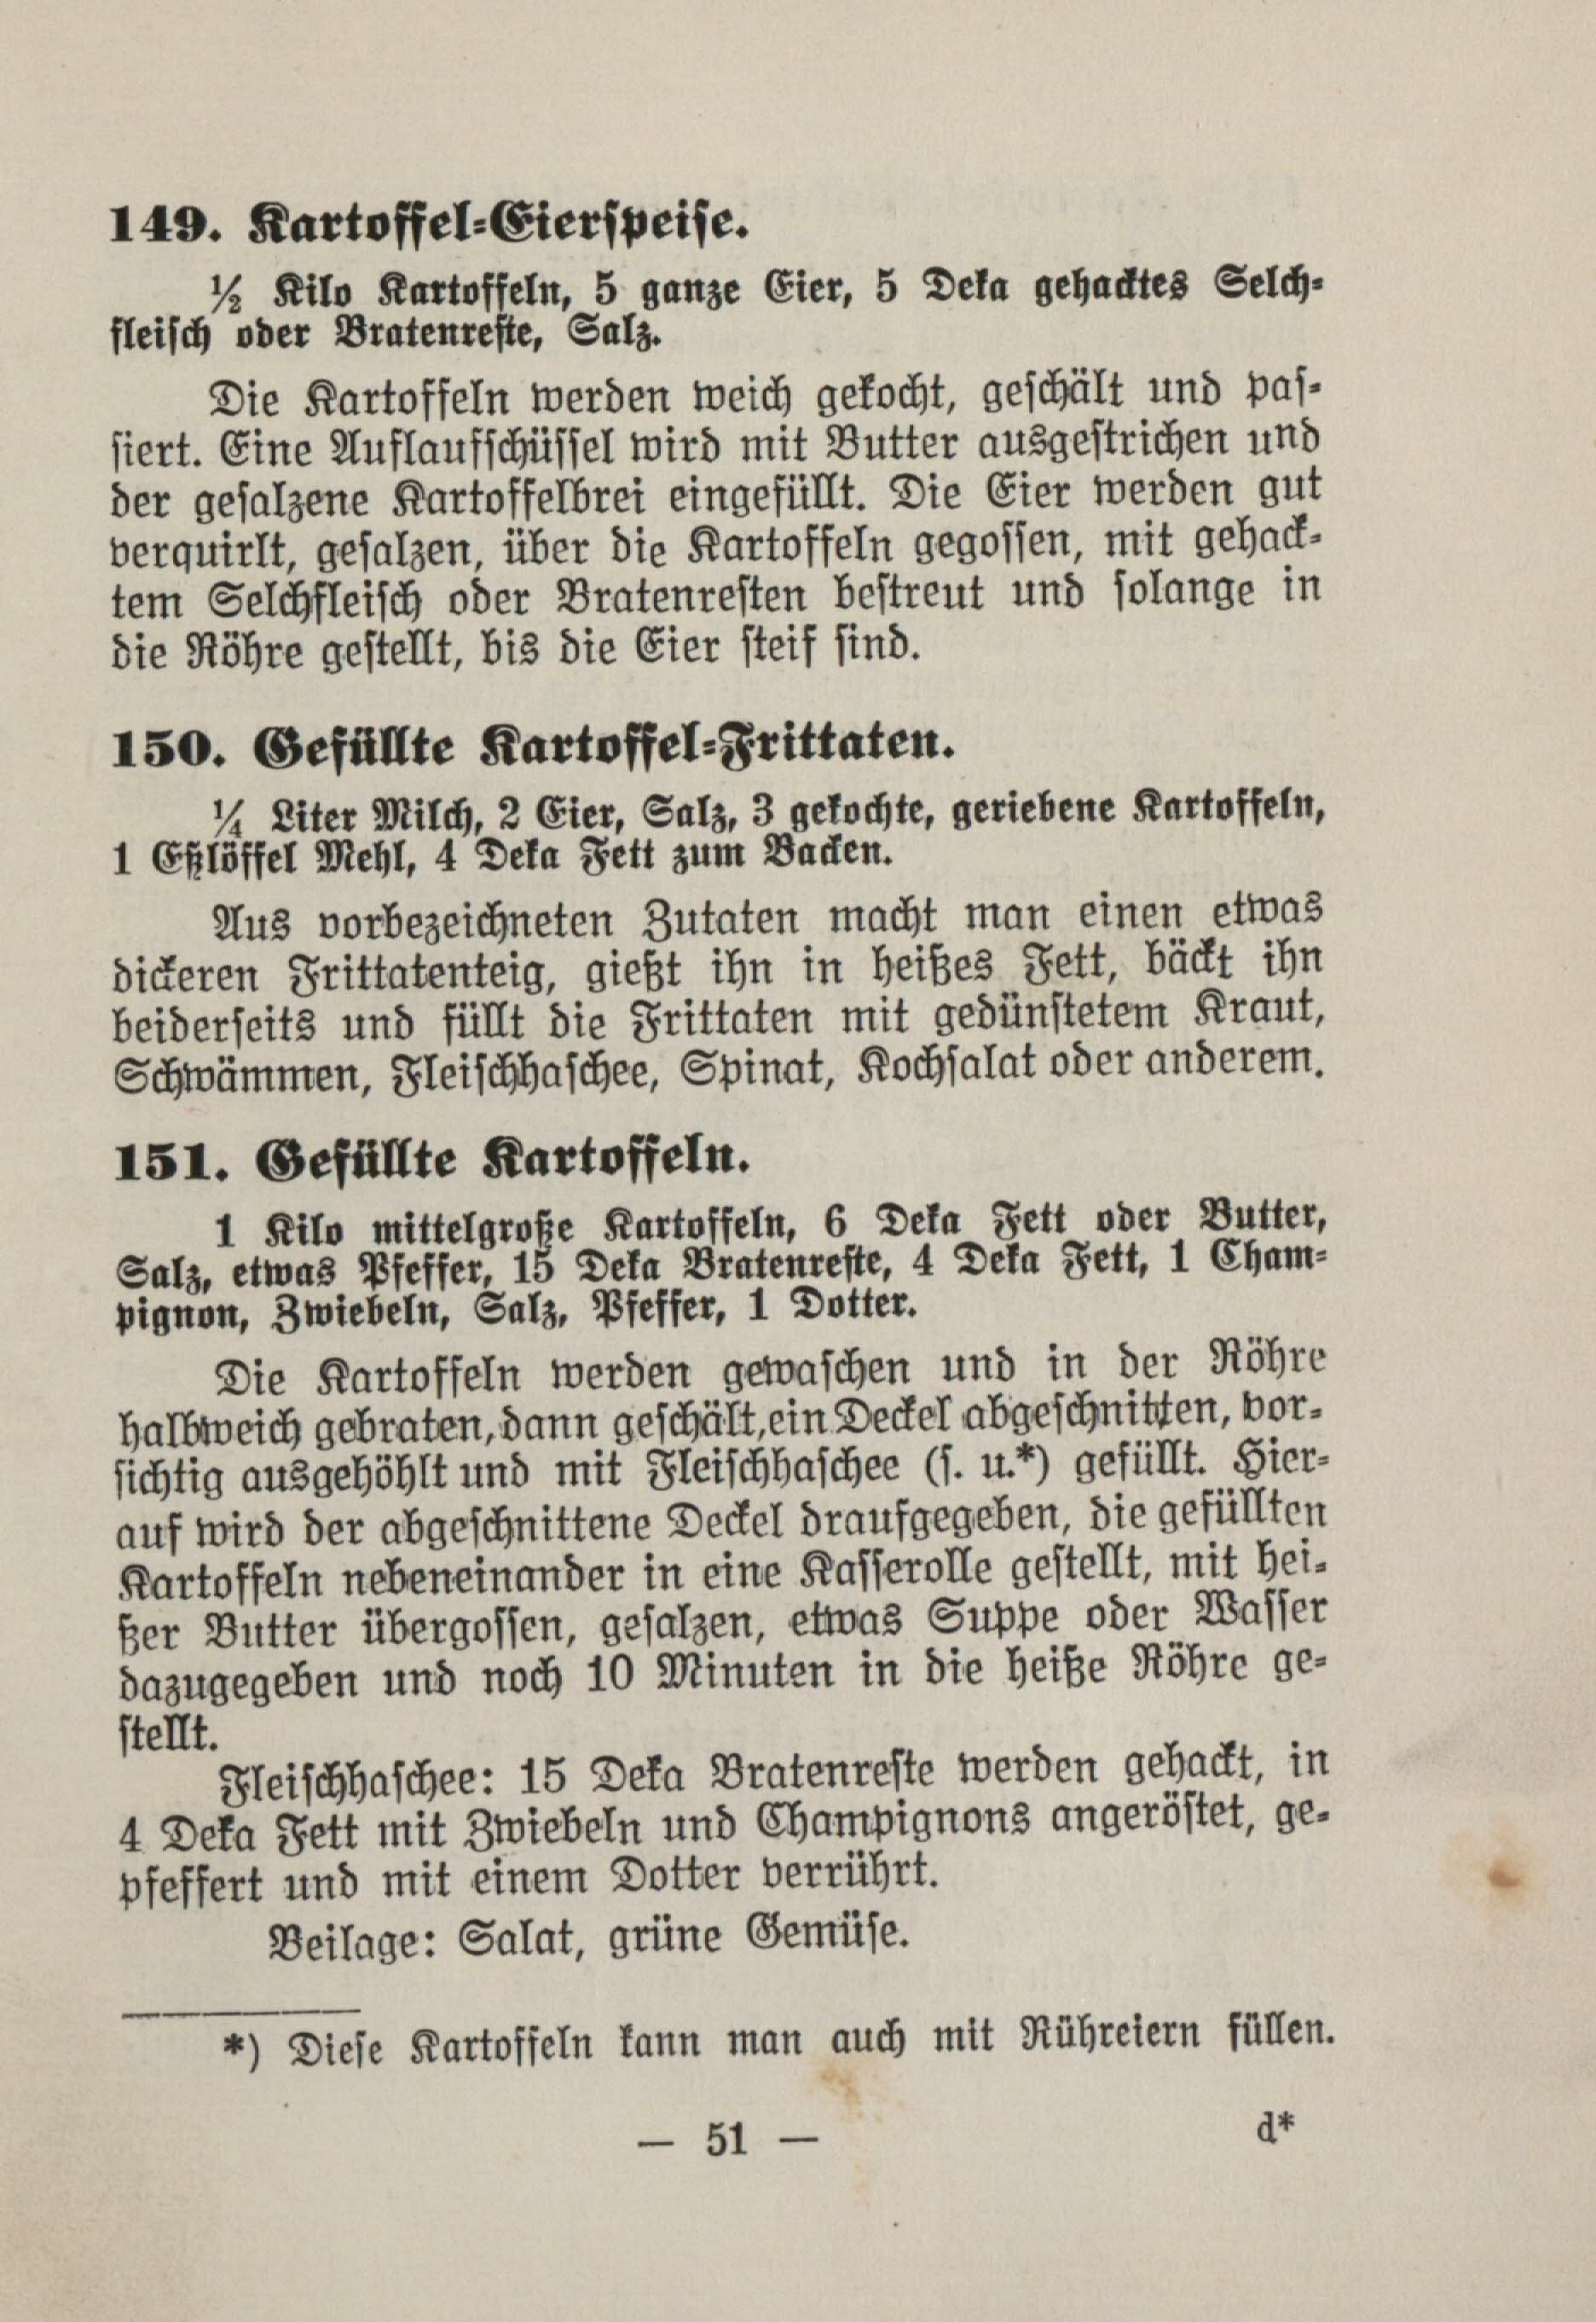 149. Kartoffel-Eierspeise.
½ Kilo Kartoffeln, 5 ganze Eier, 5 Deka gehacktes Selch-
fleisch oder Bratenreste, Salz.
Die Kartoffeln werden weich gekocht, geschält und pas-
siert. Eine Auflaufschüssel wird mit Butter ausgestrichen und
der gesalzene Kartoffelbrei eingefüllt. Die Eier werden gut
verquirlt, gesalzen, über die Kartoffeln gegossen, mit gehack-
tem Selchfleisch oder Bratenresten bestreut und solange in
die Röhre gestellt, bis die Eier steif sind.
150. Gefüllte Kartoffel-Frittaten.
¼ Liter Milch, 2 Eier, Salz, 3 gekochte, geriebene Kartoffeln,
1 Eßlöffel Mehl, 4 Deka Fett zum Backen.
Aus vorbezeichneten Zutaten macht man einen etwas
dickeren Frittatenteig, gießt ihn in heißes Fett, bäckt ihn
beiderseits und füllt die Frittaten mit gedünstetem Kraut,
Schwämmen, Fleischhaschee, Spinat, Kochsalat oder anderem.
151. Gefüllte Kartoffeln.
1 Kilo mittelgroße Kartoffeln, 6 Deka Fett oder Butter,
Salz, etwas Pfeffer, 15 Deka Bratenreste, 4 Deka Fett, 1 Cham-
pignon, Zwiebeln, Salz, Pfeffer, 1 Dotter.
Die Kartoffeln werden gewaschen und in der Röhre
halbweich gebraten, dann geschält, ein Deckel abgeschnitten, vor-
sichtig ausgehöhlt und mit Fleischhaschee (s. u.*) gefüllt. Hier-
auf wird der abgeschnittene Deckel draufgegeben, die gefüllten
Kartoffeln nebeneinander in eine Kasserolle gestellt, mit hei-
ßer Butter übergossen, gesalzen, etwas Suppe oder Wasser
dazugegeben und noch 10 Minuten in die heiße Röhre ge-
stellt.
Fleischhaschee: 15 Deka Bratenreste werden gehackt, in
4 Deka Fett mit Zwiebeln und Champignons angeröstet, ge-
pfeffert und mit einem Dotter verrührt.
Beilage: Salat, grüne Gemüse.
*) Diese Kartoffeln kann man auch mit Rühreiern füllen.
— 51 —
d*